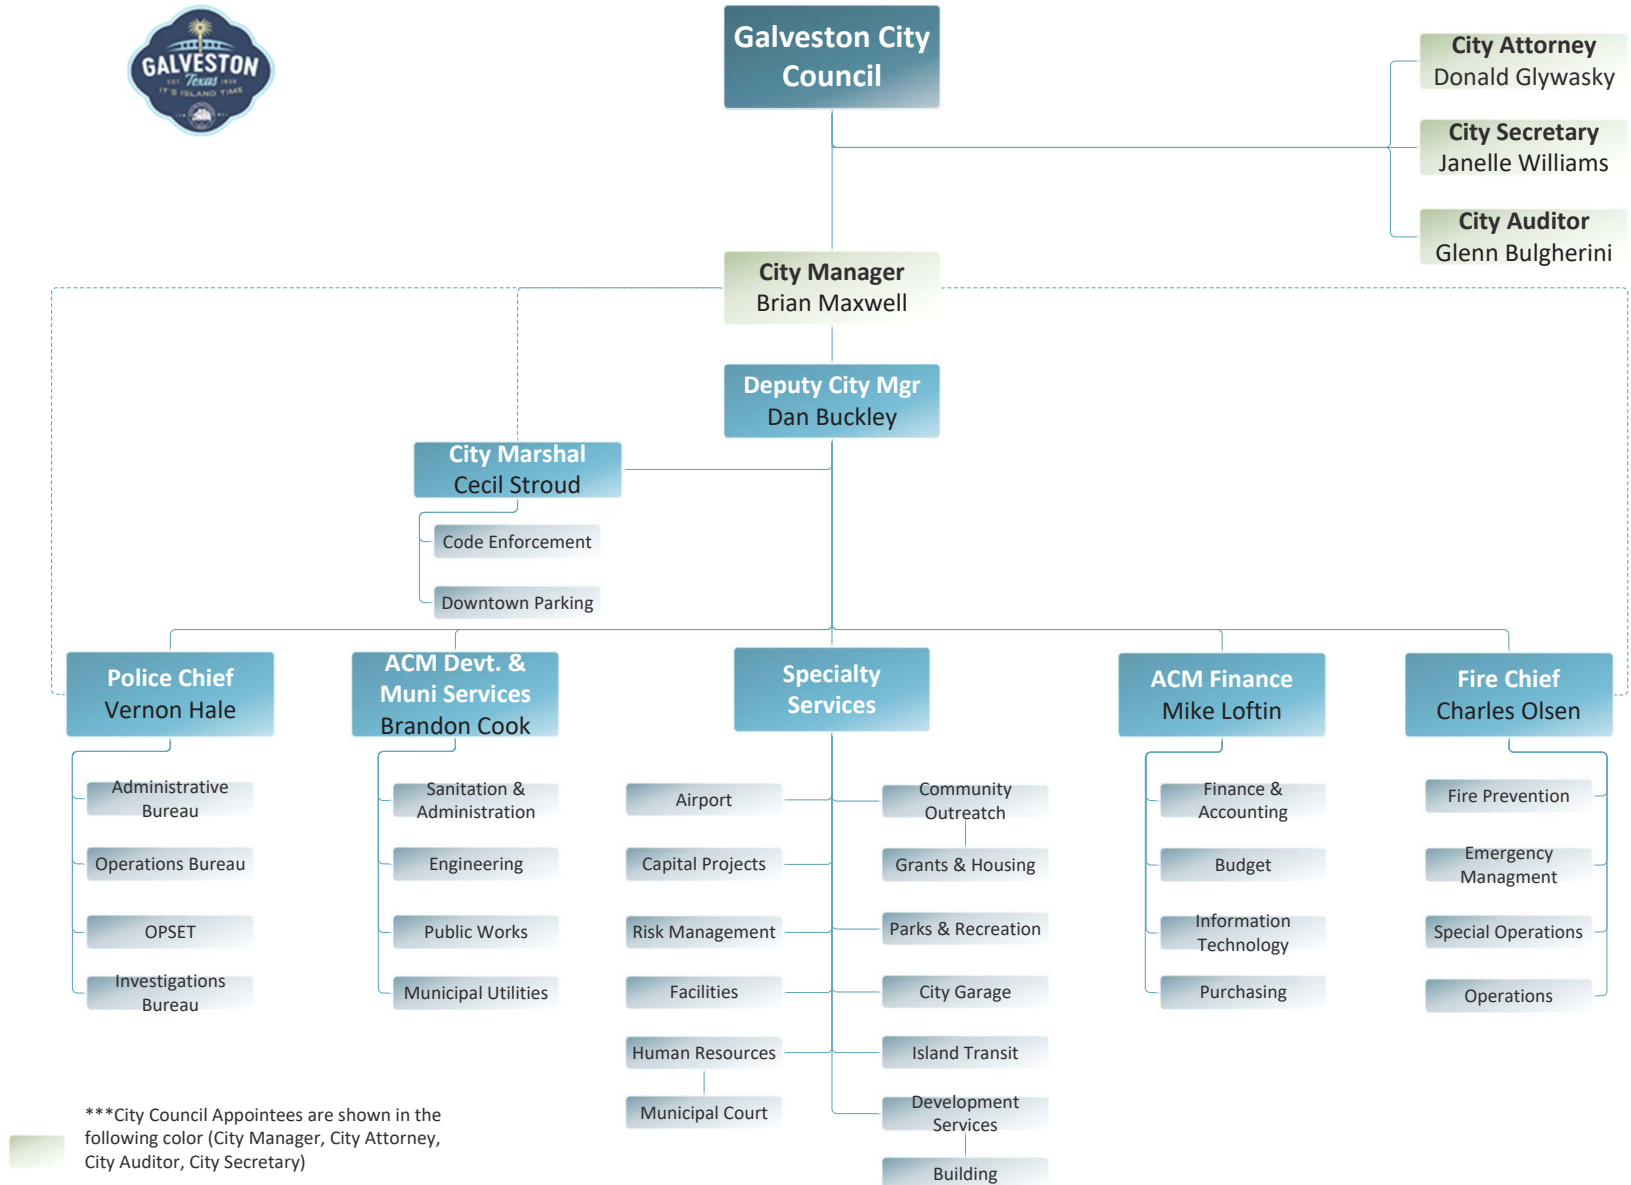 GALVESTON
EST Texas 1839
IT'S ISLAND TIME
Galveston City
Council
City Attorney
Donald Glywasky
City Secretary
Janelle Williams
City Auditor
Glenn Bulgherini
City Manager
Brian Maxwell
Deputy City Mgr
Dan Buckley
City Marshal
Cecil Stroud
Code Enforcement
Downtown Parking
Police Chief
Vernon Hale
Administrative
Bureau
Operations Bureau
OPSET
Investigations
Bureau
ACM Devt. &
Muni Services
Brandon Cook
Sanitation &
Administration
Engineering
Public Works
Municipal Utilities
Specialty
Services
Airport
Capital Projects
Risk Management
Facilities
Human Resources
Municipal Court
Community
Outreatch
Grants & Housing
Parks & Recreation
City Garage
Island Transit
Development
Services
Building
ACM Finance
Mike Loftin
Finance &
Accounting
Budget
Information
Technology
Purchasing
Fire Chief
Charles Olsen
Fire Prevention
Emergency
Managment
Special Operations
Operations
***City Council Appointees are shown in the
following color (City Manager, City Attorney,
City Auditor, City Secretary)